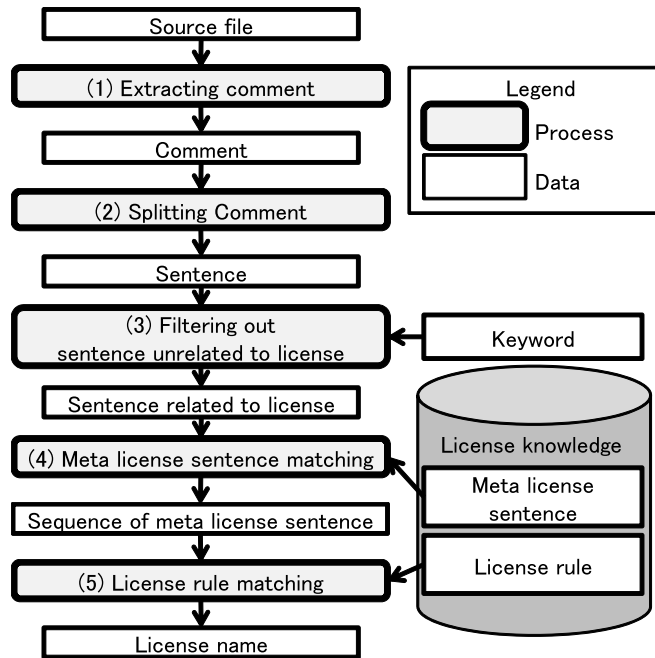 Source file
(1) Extracting comment
Comment
(2) Splitting Comment
Sentence
(3) Filtering out
sentence unrelated to license
Sentence related to license
(4) Meta license sentence matching
Sequence of meta license sentence
(5) License rule matching
License name
Legend
Process
Data
Keyword
License knowledge
Meta license
sentence
License rule